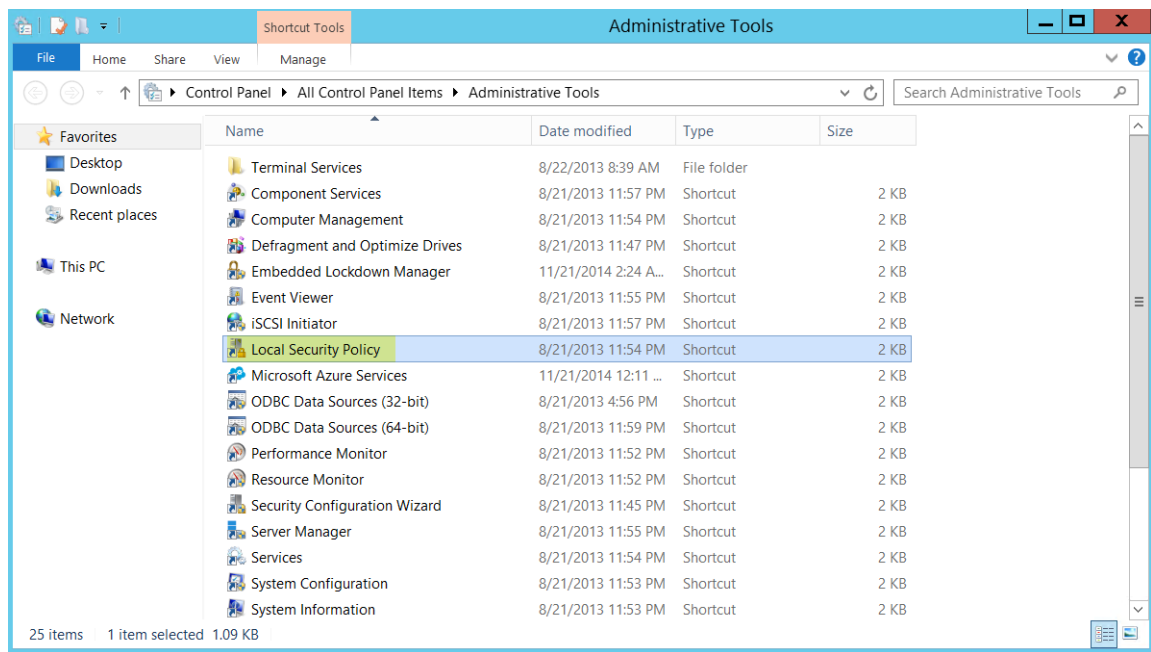 Shortcut Tools
Administrative Tools
File Home Share View Manage
Control Panel All Control Panel Items Administrative Tools
Search Administrative Tools
Favorites
Desktop
Downloads
Recent places
This PC
Network
Name Date modified Type Size
Terminal Services 8/22/2013 8:39 AM File folder
Component Services 8/21/2013 11:57 PM Shortcut 2 KB
Computer Management 8/21/2013 11:54 PM Shortcut 2 KB
Defragment and Optimize Drives 8/21/2013 11:47 PM Shortcut 2 KB
Embedded Lockdown Manager 11/21/2014 2:24 A... Shortcut 2 KB
Event Viewer 8/21/2013 11:55 PM Shortcut 2 KB
iSCSI Initiator 8/21/2013 11:57 PM Shortcut 2 KB
Local Security Policy 8/21/2013 11:54 PM Shortcut 2 KB
Microsoft Azure Services 11/21/2014 12:11 ... Shortcut 2 KB
ODBC Data Sources (32-bit) 8/21/2013 4:56 PM Shortcut 2 KB
ODBC Data Sources (64-bit) 8/21/2013 11:59 PM Shortcut 2 KB
Performance Monitor 8/21/2013 11:52 PM Shortcut 2 KB
Resource Monitor 8/21/2013 11:52 PM Shortcut 2 KB
Security Configuration Wizard 8/21/2013 11:45 PM Shortcut 2 KB
Server Manager 8/21/2013 11:55 PM Shortcut 2 KB
Services 8/21/2013 11:54 PM Shortcut 2 KB
System Configuration 8/21/2013 11:53 PM Shortcut 2 KB
System Information 8/21/2013 11:53 PM Shortcut 2 KB
25 items 1 item selected 1.09 KB